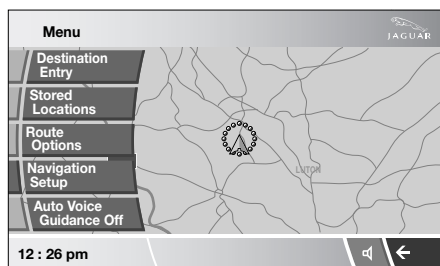 Menu
JAGUAR
Destination
Entry
Stored
Locations
Route
Options
Navigation
Setup
Auto Voice
Guidance Off
LUTON
12 : 26 pm